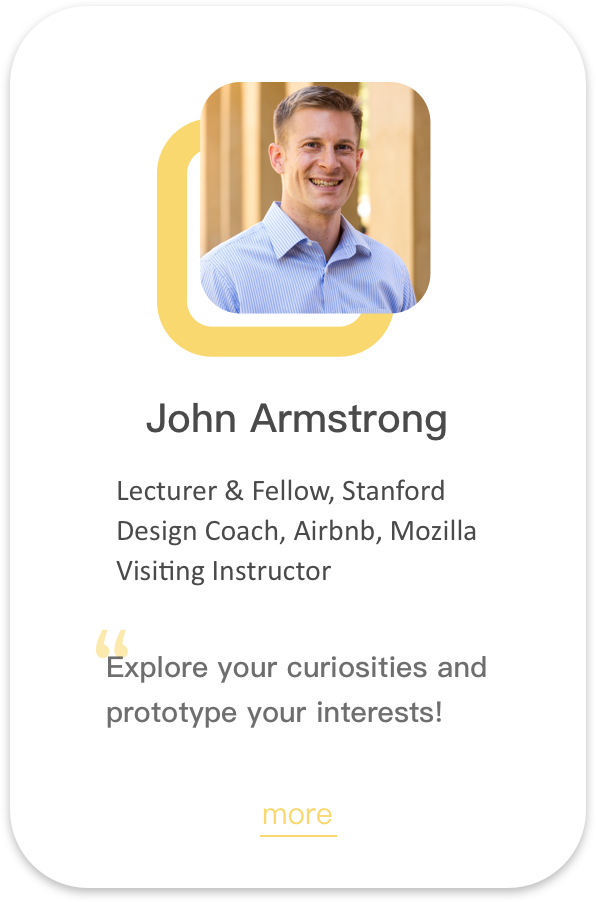 John Armstrong
Lecturer & Fellow, Stanford
Design Coach, Airbnb, Mozilla
Visiting Instructor
“
Explore your curiosities and
prototype your interests!
more